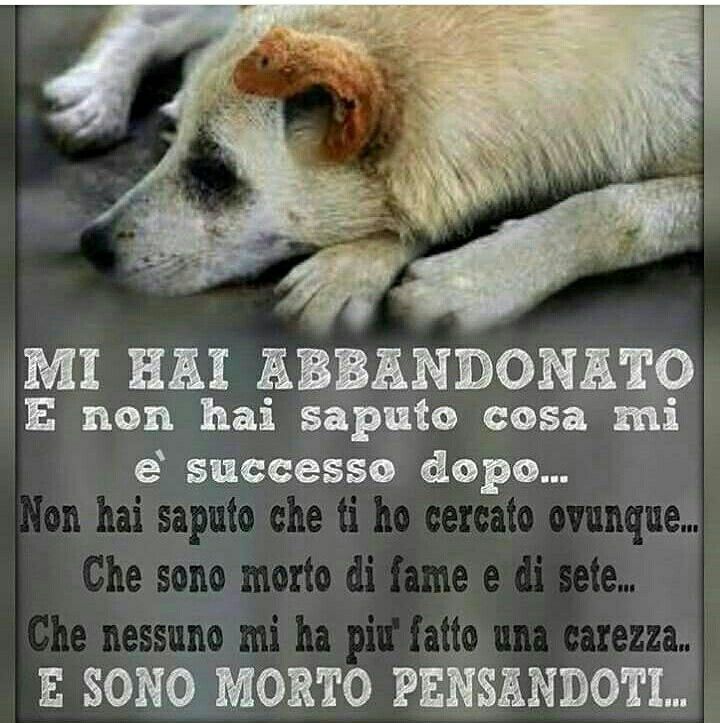 MI HAI ABBANDONATO
E non hai saputo cosa mi
e' successo dopo...
Non hai saputo che ti ho cercato ovunque...
Che sono morto di fame e di sete...
Che nessuno mi ha piu' fatto una carezza..
E SONO MORTO PENSANDOTI...